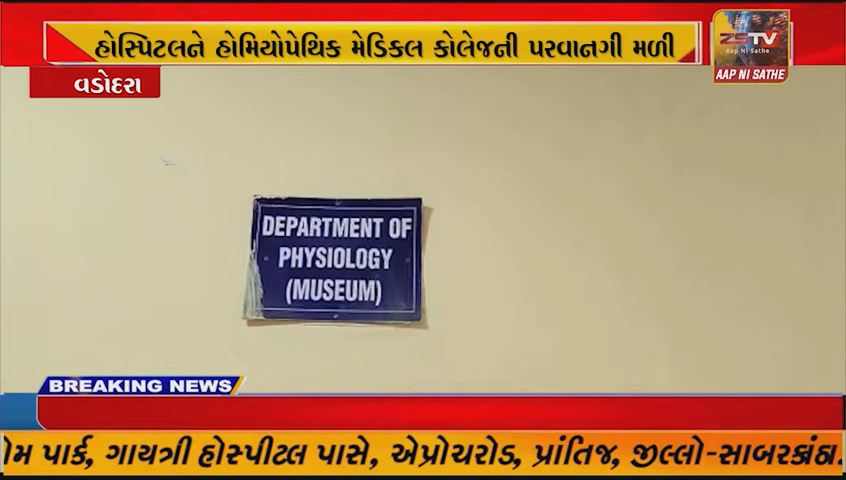 હોસ્પિટલને હોમિયોપેથિક મેડિકલ કોલેજની પરવાનગી મળી
ZSTV
Aap Ni Sathe
AAP NI SATHE
વડોદરા
DEPARTMENT OF
PHYSIOLOGY
(MUSEUM)
BREAKING NEWS
પાર્ક, ગાયત્રી હોસ્પીટલ પાસે, એપ્રોચરોડ, પ્રાંતિજ, જીલ્લો-સાબરકાંઠા.